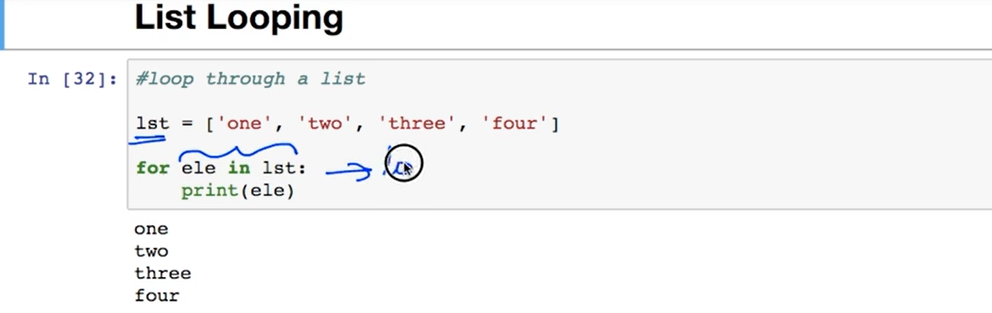 List Looping
In [32]: #loop through a list
lst = ['one', 'two', 'three', 'four']
for ele in lst:
    print(ele)
one
two
three
four